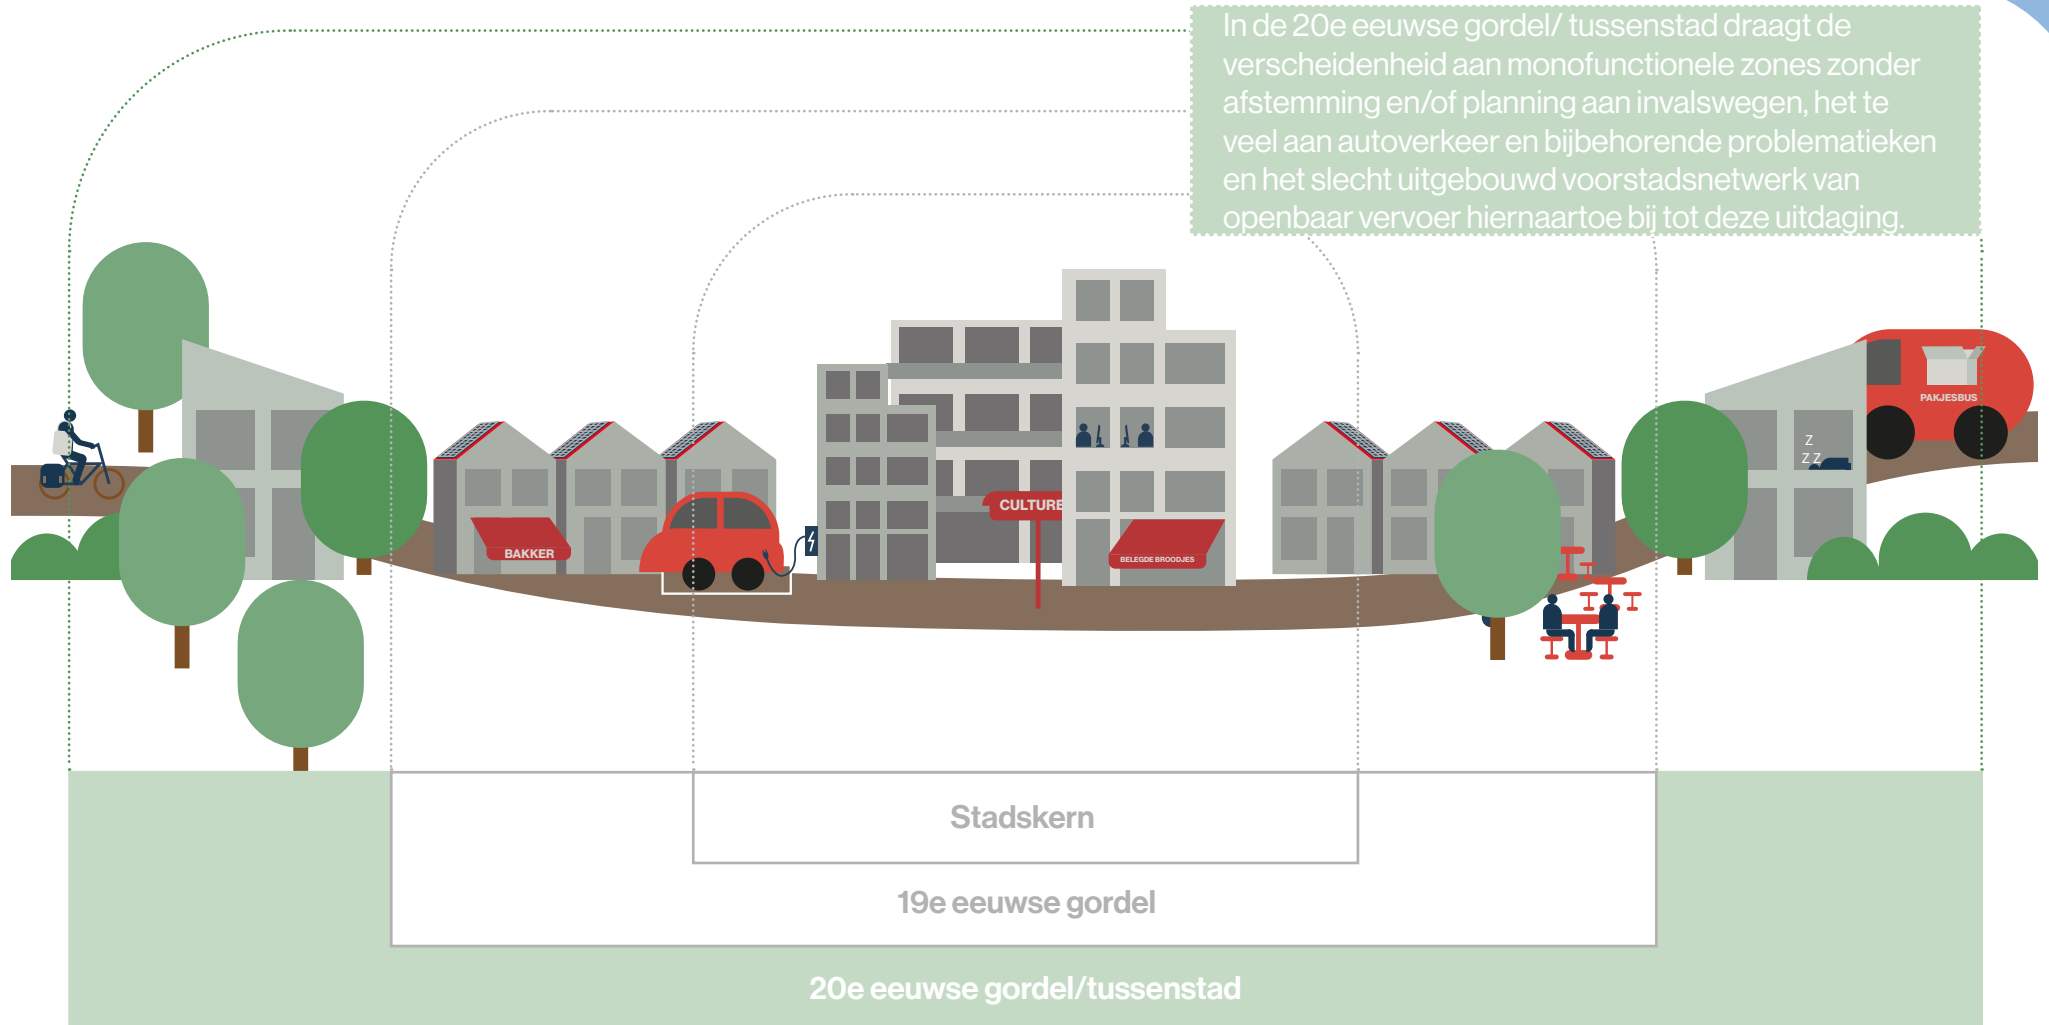 In de 20e eeuwse gordel/ tussenstad draagt de
verscheidenheid aan monofunctionele zones zonder
afstemming en/of planning aan invalswegen, het te
veel aan autoverkeer en bijbehorende problematieken
en het slecht uitgebouwd voorstadsnetwerk van
openbaar vervoer hiernaartoe bij tot deze uitdaging.
PAKJESBUS
Z
Z Z
CULTURE
BAKKER
BELEGDE BROODJES
Stadskern
19e eeuwse gordel
20e eeuwse gordel/tussenstad